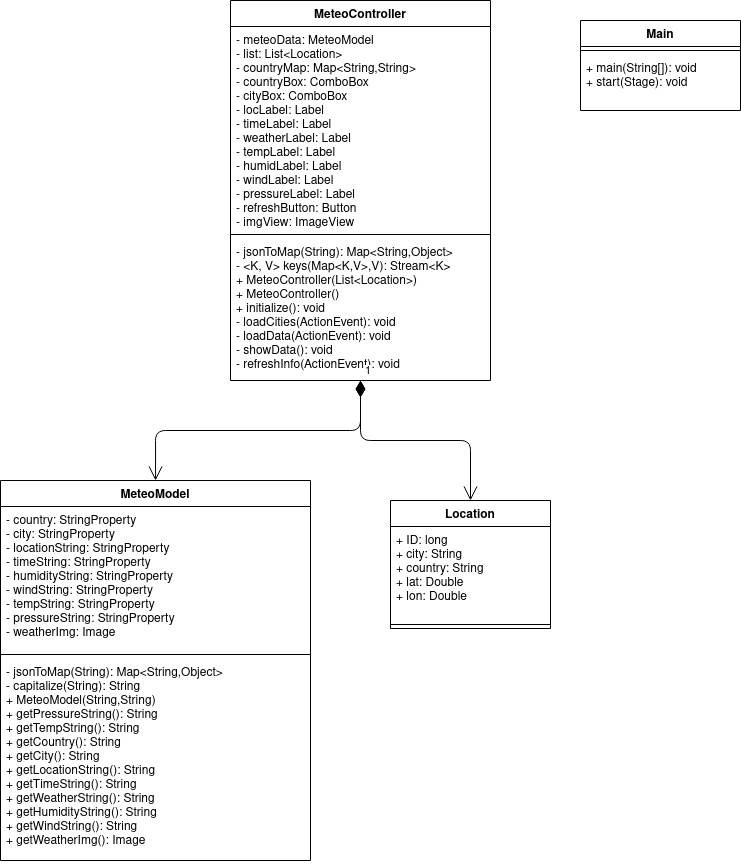 MeteoController
- meteoData: MeteoModel
- list: List<Location>
- countryMap: Map<String,String>
- countryBox: ComboBox
- cityBox: ComboBox
- locLabel: Label
- timeLabel: Label
- weatherLabel: Label
- tempLabel: Label
- humidLabel: Label
- windLabel: Label
- pressureLabel: Label
- refreshButton: Button
- imgView: ImageView
- jsonToMap(String): Map<String,Object>
- <K, V> keys(Map<K,V>,V): Stream<K>
+ MeteoController(List<Location>)
+ MeteoController()
+ initialize(): void
- loadCities(ActionEvent): void
- loadData(ActionEvent): void
- showData(): void
- refreshInfo(ActionEvent): void
1
Main
+ main(String[]): void
+ start(Stage): void
MeteoModel
- country: StringProperty
- city: StringProperty
- locationString: StringProperty
- timeString: StringProperty
- humidityString: StringProperty
- windString: StringProperty
- tempString: StringProperty
- pressureString: StringProperty
- weatherImg: Image
- jsonToMap(String): Map<String,Object>
- capitalize(String): String
+ MeteoModel(String,String)
+ getPressureString(): String
+ getTempString(): String
+ getCountry(): String
+ getCity(): String
+ getLocationString(): String
+ getTimeString(): String
+ getWeatherString(): String
+ getHumidityString(): String
+ getWindString(): String
+ getWeatherImg(): Image
Location
+ ID: long
+ city: String
+ country: String
+ lat: Double
+ lon: Double